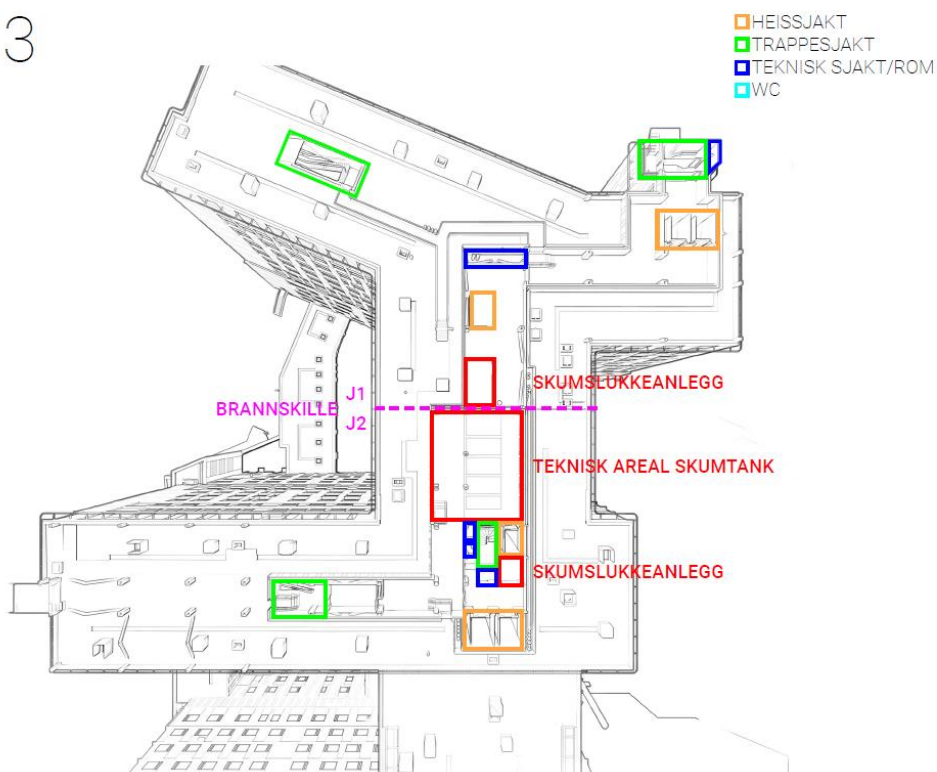 3
HEISSJAKT
TRAPPESJAKT
TEKNISK SJAKT/ROM
WC
SKUMSLUKKEANLEGG
J1
BRANNSKILLE
J2
TEKNISK AREAL SKUMTANK
SKUMSLUKKEANLEGG